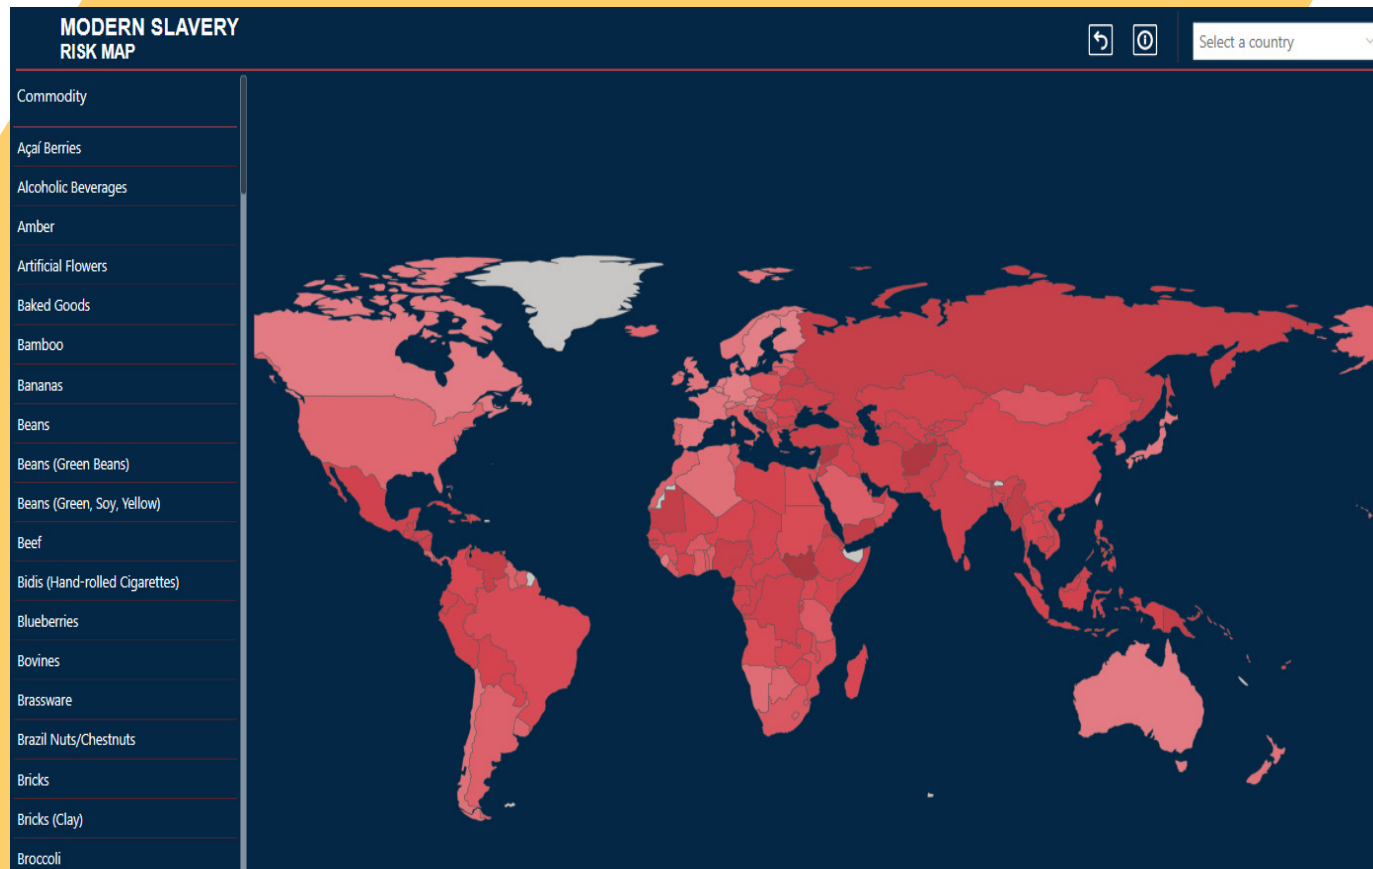 MODERN SLAVERY
RISK MAP
Select a country
Commodity
Açaí Berries
Alcoholic Beverages
Amber
Artificial Flowers
Baked Goods
Bamboo
Bananas
Beans
Beans (Green Beans)
Beans (Green, Soy, Yellow)
Beef
Bidis (Hand-rolled Cigarettes)
Blueberries
Bovines
Brassware
Brazil Nuts/Chestnuts
Bricks
Bricks (Clay)
Broccoli